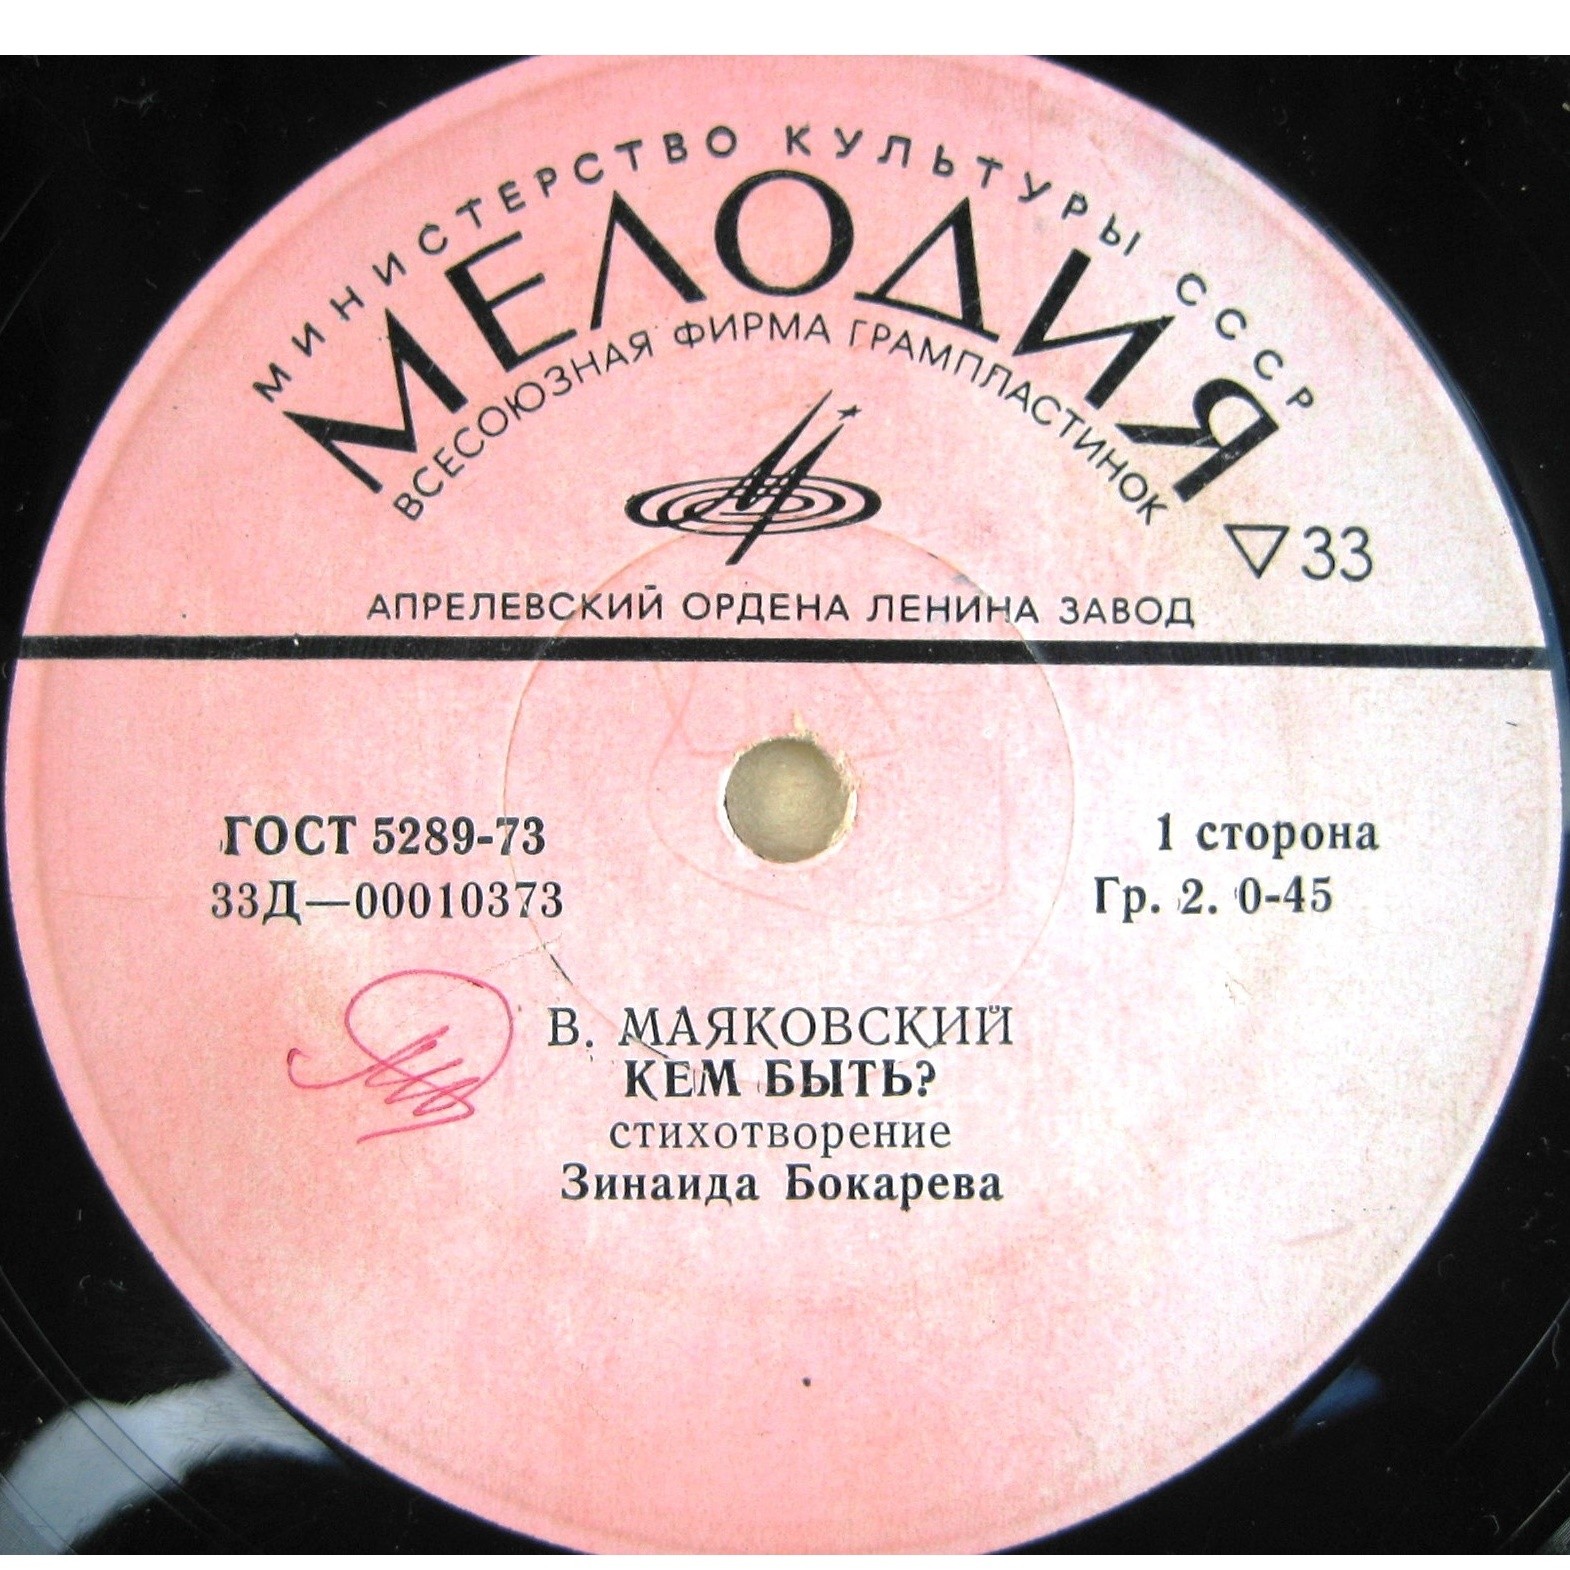 МИНИСТЕРСТВО КУЛЬТУРЫ СССР
МЕЛОДИЯ
ВСЕСОЮЗНАЯ ФИРМА ГРАМПЛАСТИНОК
33
АПРЕЛЕВСКИЙ ОРДЕНА ЛЕНИНА ЗАВОД
ГОСТ 5289-73
1 сторона
33Д—00010373
Гр. 2. 0-45
В. МАЯКОВСКИЙ
КЕМ БЫТЬ?
стихотворение
Зинаида Бокарева